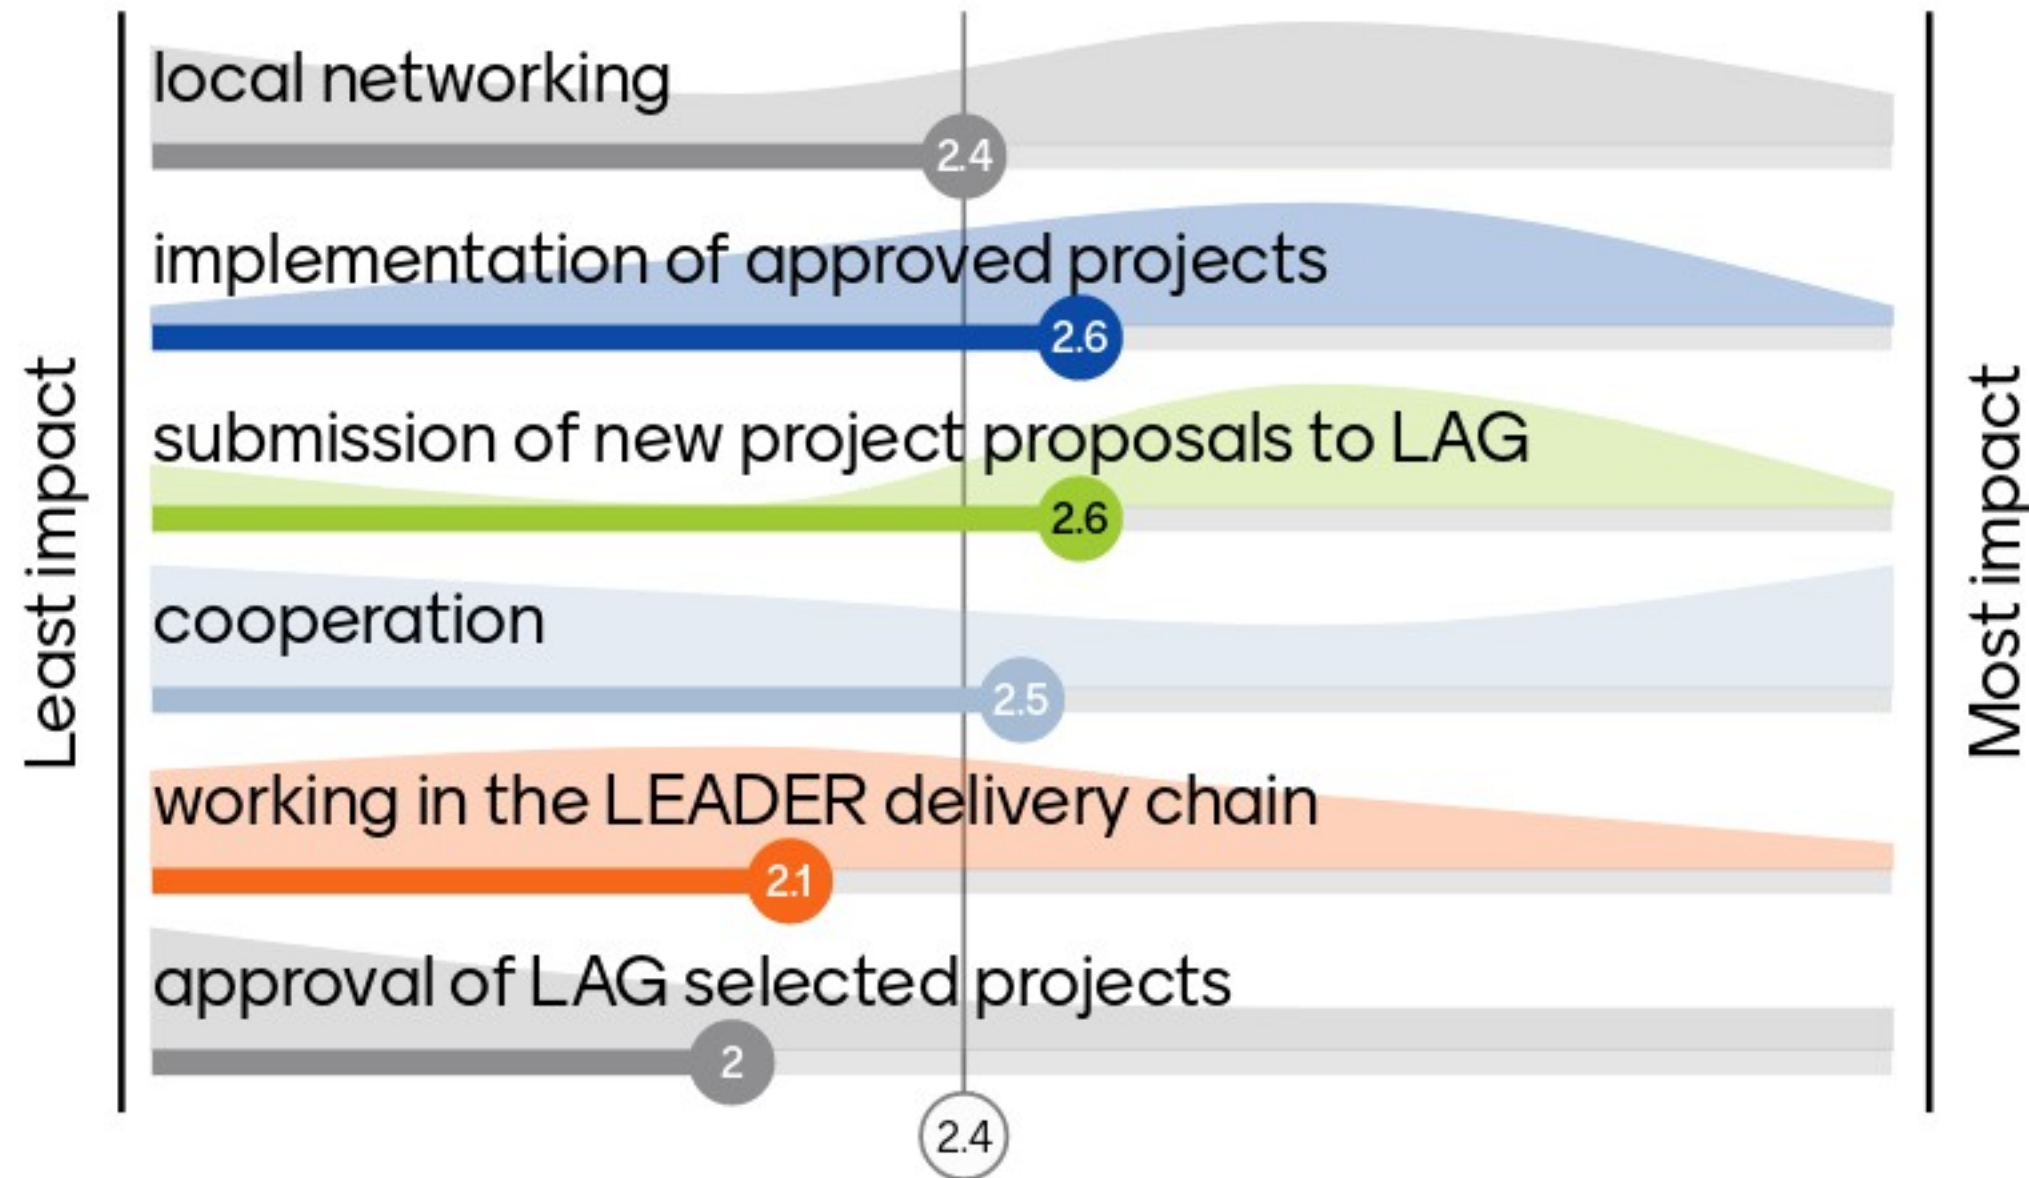 local networking
2.4
implementation of approved projects
2.6
submission of new project proposals to LAG
2.6
cooperation
2.5
working in the LEADER delivery chain
2.1
approval of LAG selected projects
2
2.4
Least impact
Most impact